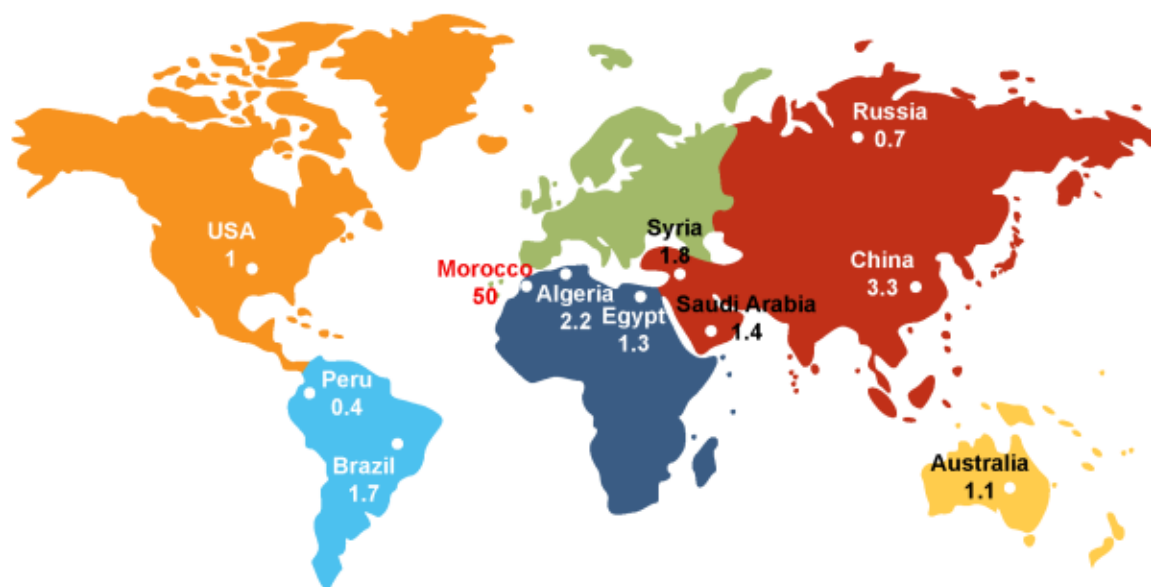 Russia
0.7
USA
1
Syria
1.8
Morocco
50
Algeria
2.2
Egypt
1.3
Saudi Arabia
1.4
China
3.3
Peru
0.4
Brazil
1.7
Australia
1.1